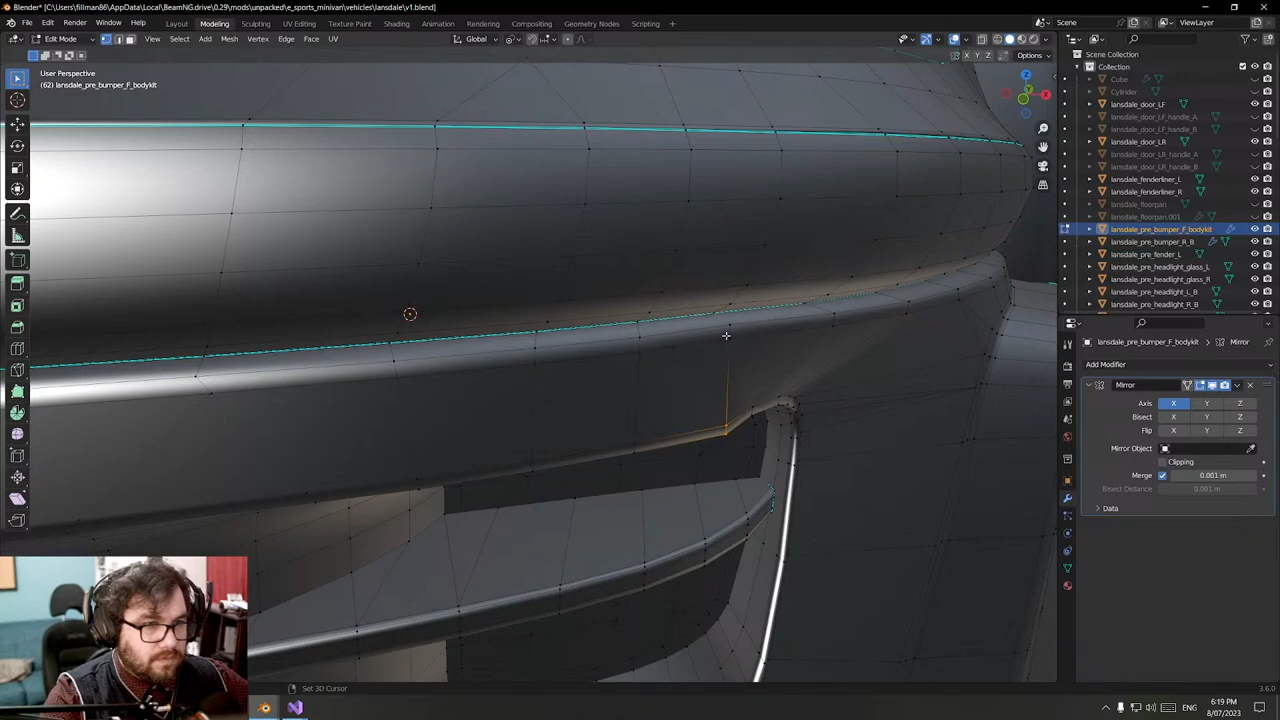 Blender* [C:\Users\fillman86\AppData\Local\BeamNG.drive\0.29\mods\unpacked\e_sports_minivan\vehicles\lansdale\v1.blend]
File Edit Render Window Help
Layout Modeling Sculpting UV Editing Texture Paint Shading Animation Rendering Compositing Geometry Nodes Scripting
Scene
ViewLayer
Edit Mode
View Select Add Mesh Vertex Edge Face UV
Global
X Y Z
Options
User Perspective
(62) lansdale_pre_bumper_F_bodykit
Scene Collection
Collection
Cube
Cylinder
lansdale_door_LF
lansdale_door_LF_handle_A
lansdale_door_LF_handle_B
lansdale_door_LR
lansdale_door_LR_handle_A
lansdale_door_LR_handle_B
lansdale_fenderliner_L
lansdale_fenderliner_R
lansdale_floorpan
lansdale_floorpan.001
lansdale_pre_bumper_F_bodykit
lansdale_pre_bumper_R_B
lansdale_pre_fender_L
lansdale_pre_headlight_glass_L
lansdale_pre_headlight_glass_R
lansdale_pre_headlight_L_B
lansdale_pre_headlight_R_B
lansdale_pre_bumper_F_bodykit
Mirror
Add Modifier
Mirror
Axis X Y Z
Bisect X Y Z
Flip X Y Z
Mirror Object
Clipping
Merge 0.001 m
Bisect Distance 0.001 m
Data
Set 3D Cursor
3.6.0
ENG
6:19 PM
8/07/2023